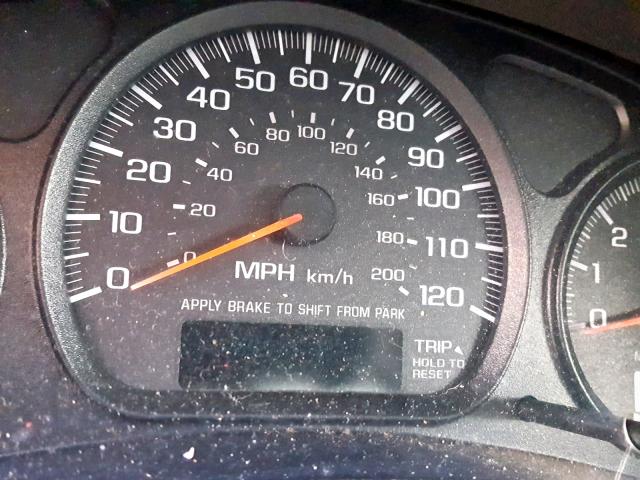 0 10 20 30 40 50 60 70 80 90 100 110 120
0 20 40 60 80 100 120 140 160 180 200
MPH km/h
APPLY BRAKE TO SHIFT FROM PARK
TRIP
HOLD TO
RESET
0 1 2